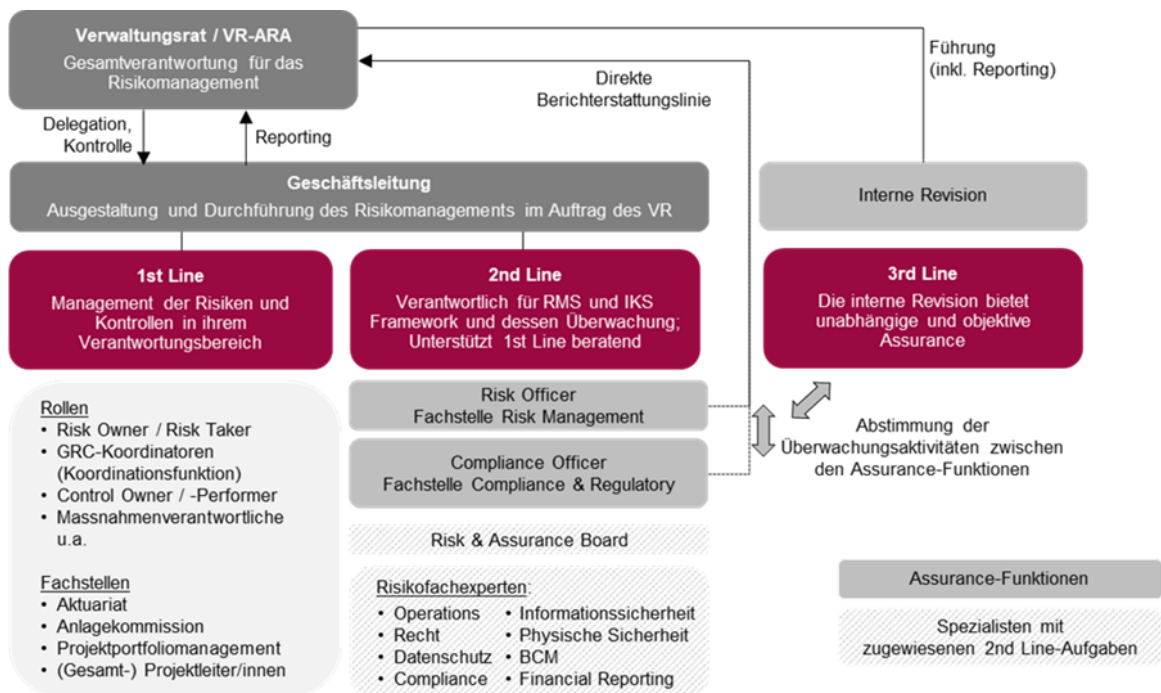 Verwaltungsrat / VR-ARA
Gesamtverantwortung für das
Risikomanagement
Führung
(inkl. Reporting)
Direkte
Berichterstattungslinie
Delegation,
Kontrolle
Reporting
Geschäftsleitung
Ausgestaltung und Durchführung des Risikomanagements im Auftrag des VR
Interne Revision
1st Line
Management der Risiken und
Kontrollen in ihrem
Verantwortungsbereich
2nd Line
Verantwortlich für RMS und IKS
Framework und dessen Überwachung;
Unterstützt 1st Line beratend
3rd Line
Die interne Revision bietet
unabhängige und objektive
Assurance
Rollen
• Risk Owner / Risk Taker
• GRC-Koordinatoren
(Koordinationsfunktion)
• Control Owner / -Performer
• Massnahmenverantwortliche
u.a.
Fachstellen
• Aktuariat
• Anlagekommission
• Projektportfoliomanagement
• (Gesamt-) Projektleiter/innen
Risk Officer
Fachstelle Risk Management
Compliance Officer
Fachstelle Compliance & Regulatory
Abstimmung der
Überwachungsaktivitäten zwischen
den Assurance-Funktionen
Risk & Assurance Board
Risikofachexperten:
• Operations
• Recht
• Datenschutz
• Compliance
• Informationssicherheit
• Physische Sicherheit
• BCM
• Financial Reporting
Assurance-Funktionen
Spezialisten mit
zugewiesenen 2nd Line-Aufgaben